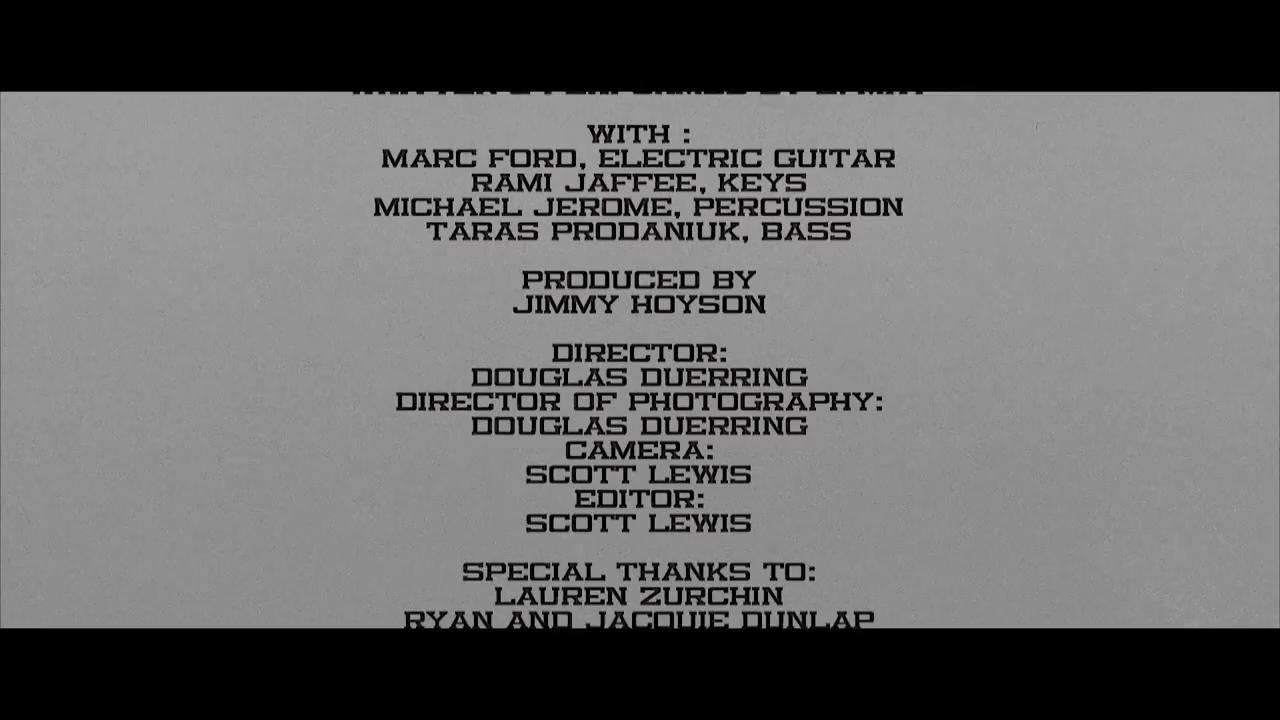 WITH :
MARC FORD, ELECTRIC GUITAR
RAMI JAFFEE, KEYS
MICHAEL JEROME, PERCUSSION
TARAS PRODANIUK, BASS
PRODUCED BY
JIMMY HOYSON
DIRECTOR:
DOUGLAS DUERRING
DIRECTOR OF PHOTOGRAPHY:
DOUGLAS DUERRING
CAMERA:
SCOTT LEWIS
EDITOR:
SCOTT LEWIS
SPECIAL THANKS TO:
LAUREN ZURCHIN
RYAN AND JACQUIE DUNLAP